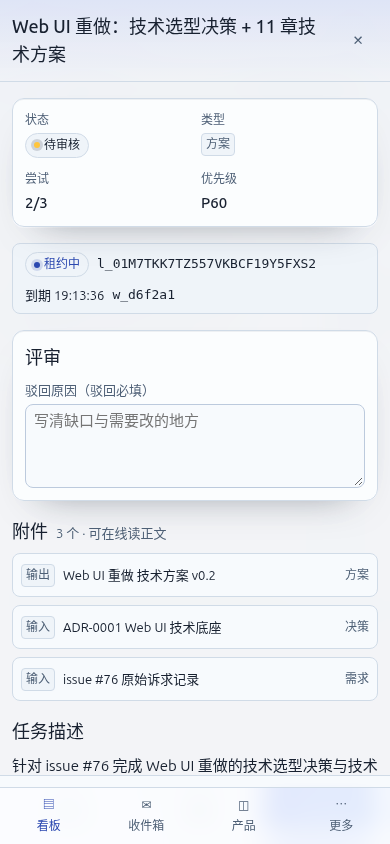 Web UI 重做：技术选型决策 + 11 章技
术方案
×
状态
类型
待审核
方案
尝试
优先级
2/3
P60
租约中 l_01M7TKK7TZ557VKBCF19Y5FXS2
到期 19:13:36 w_d6f2a1
评审
驳回原因（驳回必填）
写清缺口与需要改的地方
附件 3 个 · 可在线读正文
输出 Web UI 重做 技术方案 v0.2 方案
输入 ADR-0001 Web UI 技术底座 决策
输入 issue #76 原始诉求记录 需求
任务描述
针对 issue #76 完成 Web UI 重做的技术选型决策与技术
看板 收件箱 产品 更多